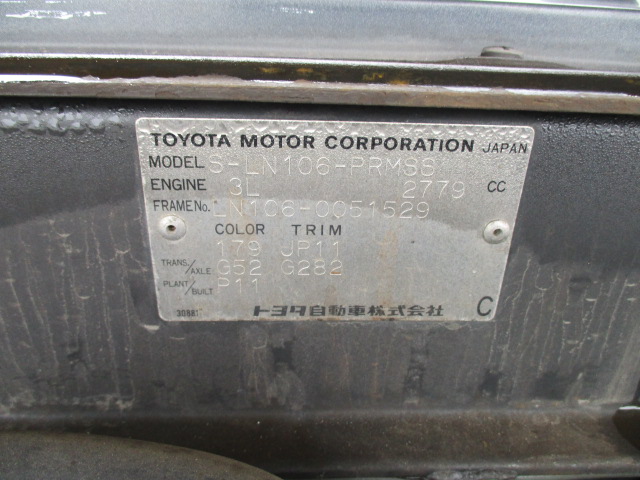 TOYOTA MOTOR CORPORATION JAPAN
MODEL S-LN106-PRMSS
ENGINE 3L 2779 CC
FRAME No. LN106-0051529
COLOR TRIM
179 JP11
TRANS./AXLE G52 G282
PLANT/BUILT P11
30881 トヨタ自動車株式会社 C